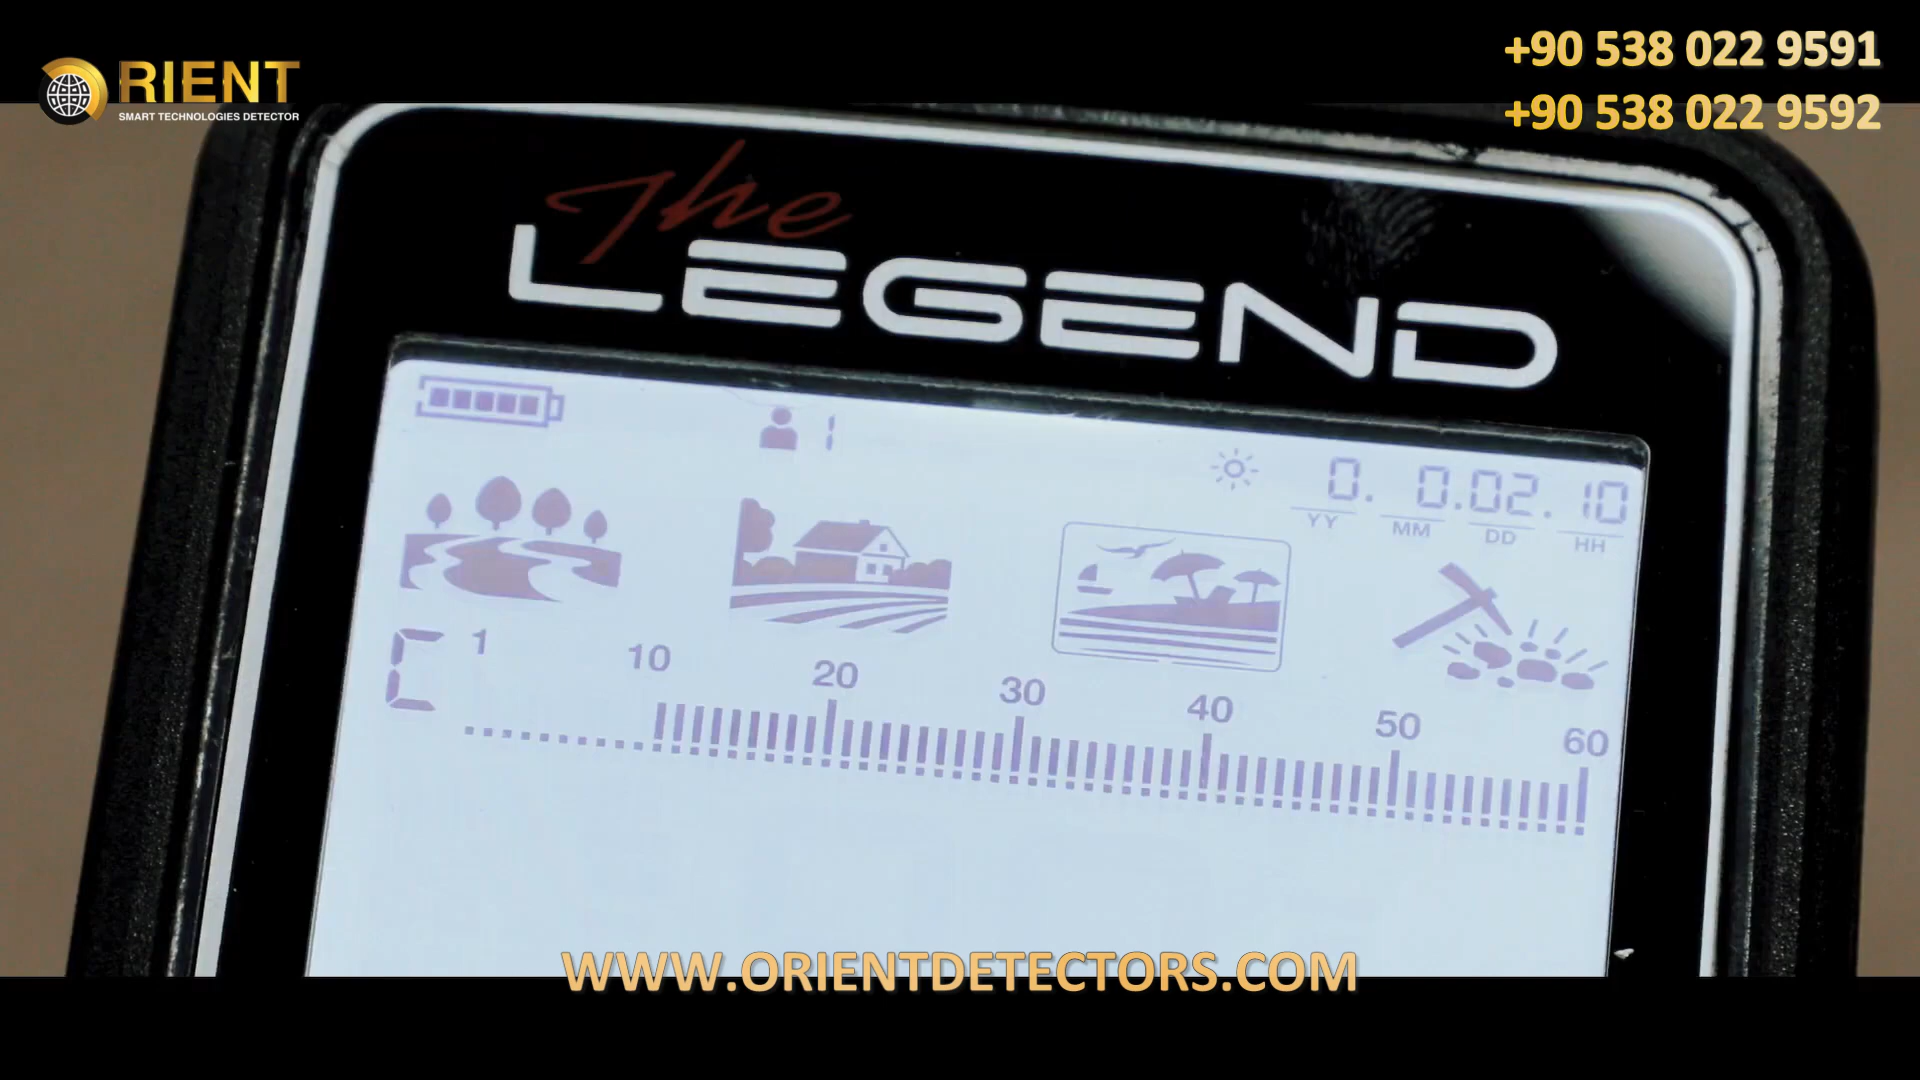 ORIENT
SMART TECHNOLOGIES DETECTOR
+90 538 022 9591
+90 538 022 9592
The
LEGEND
1
0. 0.02. 10
YY MM DD HH
C 1 10 20 30 40 50 60
WWW.ORIENTDETECTORS.COM